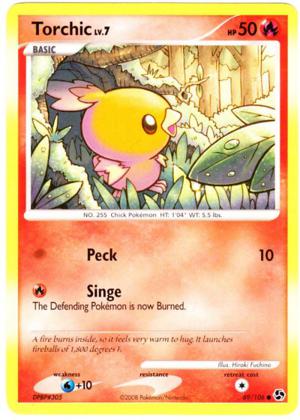 Torchic LV.7 HP 50
BASIC
NO. 255 Chick Pokémon HT: 1'04" WT: 5.5 lbs.
Peck 10
Singe
The Defending Pokémon is now Burned.
A fire burns inside, so it feels very warm to hug. It launches
fireballs of 1,800 degrees F.
Illus. Hiroki Fuchino
weakness resistance retreat cost
+10
DPBP#305 ©2008 Pokémon/Nintendo 89/106